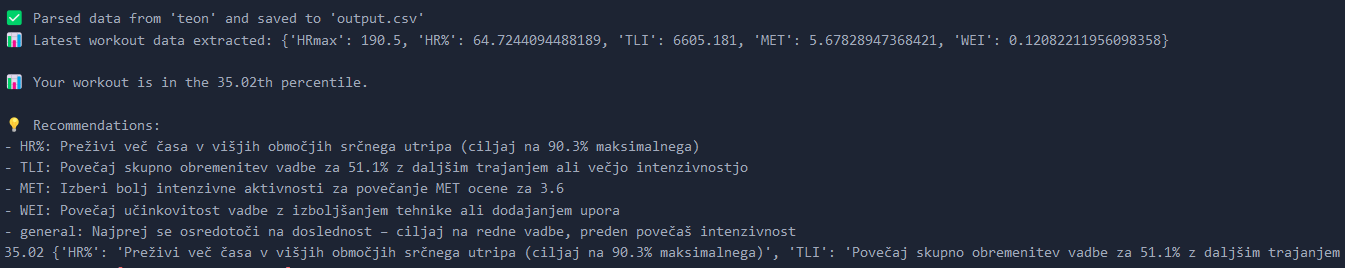 ✅ Parsed data from 'teon' and saved to 'output.csv'
📊 Latest workout data extracted: {'HRmax': 190.5, 'HR%': 64.7244094488189, 'TLI': 6605.181, 'MET': 5.67828947368421, 'WEI': 0.12082211956098358}
📊 Your workout is in the 35.02th percentile.
💡 Recommendations:
- HR%: Preživi več časa v višjih območjih srčnega utripa (ciljaj na 90.3% maksimalnega)
- TLI: Povečaj skupno obremenitev vadbe za 51.1% z daljšim trajanjem ali večjo intenzivnostjo
- MET: Izberi bolj intenzivne aktivnosti za povečanje MET ocene za 3.6
- WEI: Povečaj učinkovitost vadbe z izboljšanjem tehnike ali dodajanjem upora
- general: Najprej se osredotoči na doslednost – ciljaj na redne vadbe, preden povečaš intenzivnost
35.02 {'HR%': 'Preživi več časa v višjih območjih srčnega utripa (ciljaj na 90.3% maksimalnega)', 'TLI': 'Povečaj skupno obremenitev vadbe za 51.1% z daljšim trajanjem